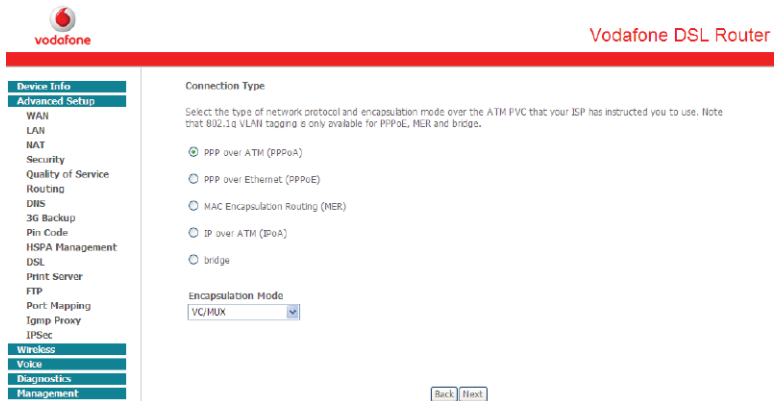 vodafone
Vodafone DSL Router
Device Info
Advanced Setup
WAN
LAN
NAT
Security
Quality of Service
Routing
DNS
3G Backup
Pin Code
HSPA Management
DSL
Print Server
FTP
Port Mapping
Igmp Proxy
IPSec
Wireless
Voice
Diagnostics
Management
Connection Type
Select the type of network protocol and encapsulation mode over the ATM PVC that your ISP has instructed you to use. Note
that 802.1q VLAN tagging is only available for PPPoE, MER and bridge.
PPP over ATM (PPPoA)
PPP over Ethernet (PPPoE)
MAC Encapsulation Routing (MER)
IP over ATM (IPoA)
bridge
Encapsulation Mode
VC/MUX
Back Next